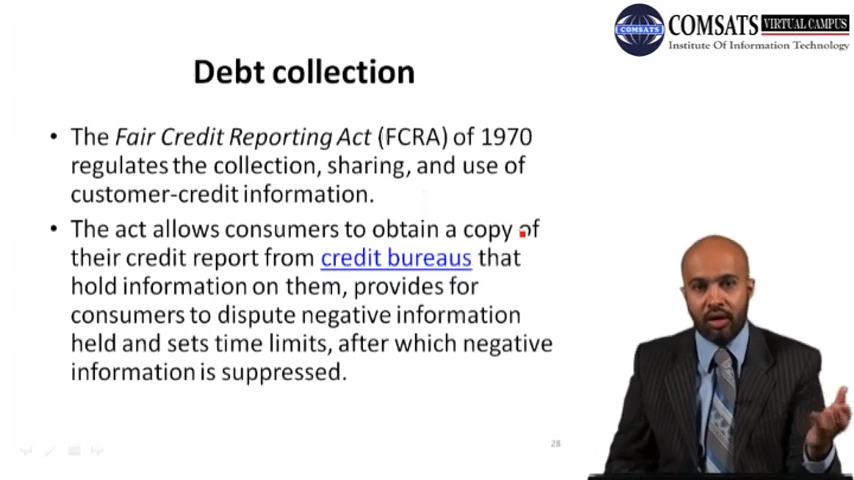 COMSATS VIRTUAL CAMPUS
COMSATS
Institute Of Information Technology
Debt collection
• The Fair Credit Reporting Act (FCRA) of 1970
regulates the collection, sharing, and use of
customer-credit information.
• The act allows consumers to obtain a copy of
their credit report from credit bureaus that
hold information on them, provides for
consumers to dispute negative information
held and sets time limits, after which negative
information is suppressed.
28